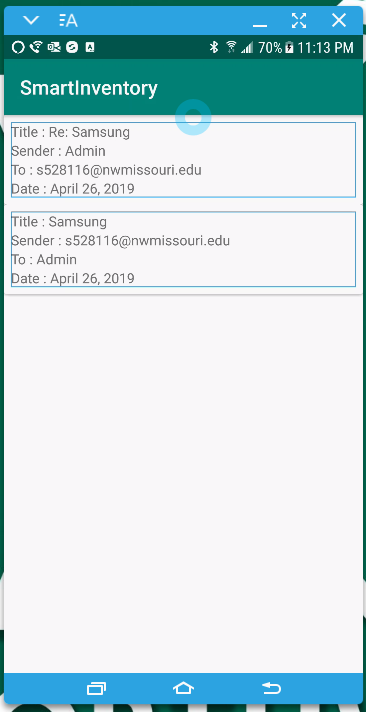 70% 11:13 PM
SmartInventory
Title : Re: Samsung
Sender : Admin
To : s528116@nwmissouri.edu
Date : April 26, 2019
Title : Samsung
Sender : s528116@nwmissouri.edu
To : Admin
Date : April 26, 2019